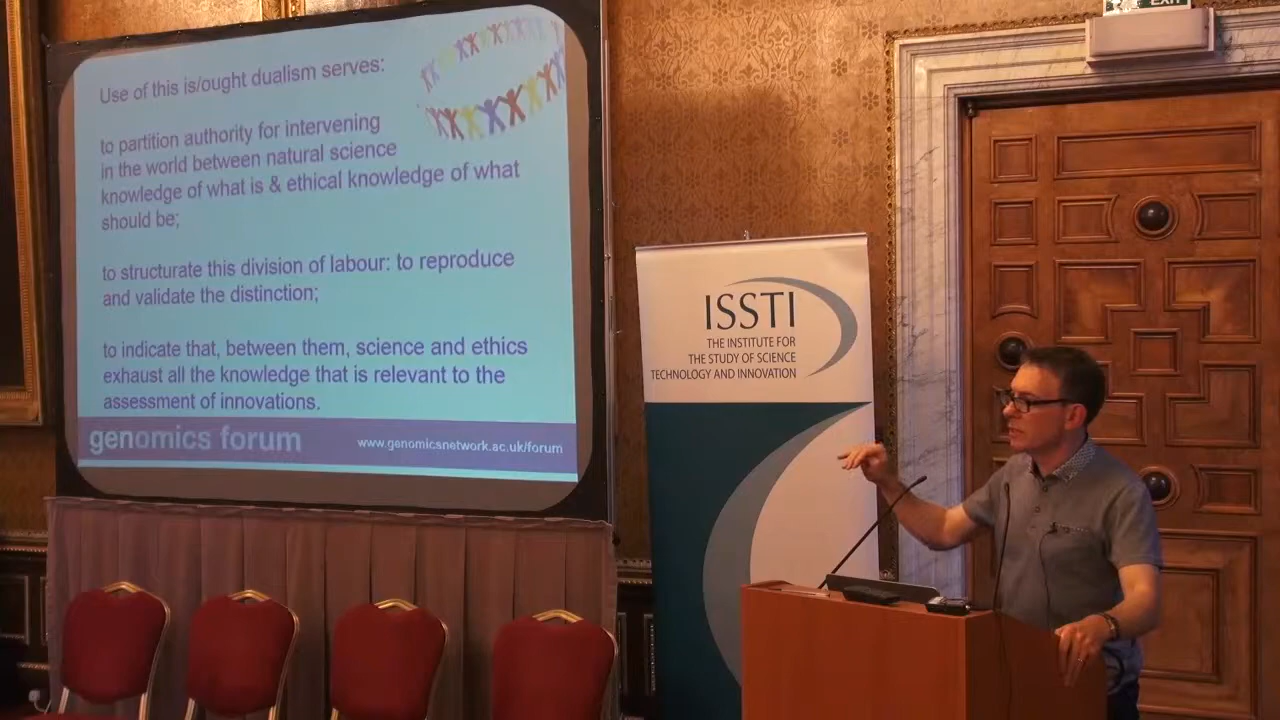 Use of this is/ought dualism serves:
to partition authority for intervening
in the world between natural science
knowledge of what is & ethical knowledge of what
should be;
to structurate this division of labour: to reproduce
and validate the distinction;
to indicate that, between them, science and ethics
exhaust all the knowledge that is relevant to the
assessment of innovations.
genomics forum
www.genomicsnetwork.ac.uk/forum
ISSTI
THE INSTITUTE FOR
THE STUDY OF SCIENCE
TECHNOLOGY AND INNOVATION
EXIT